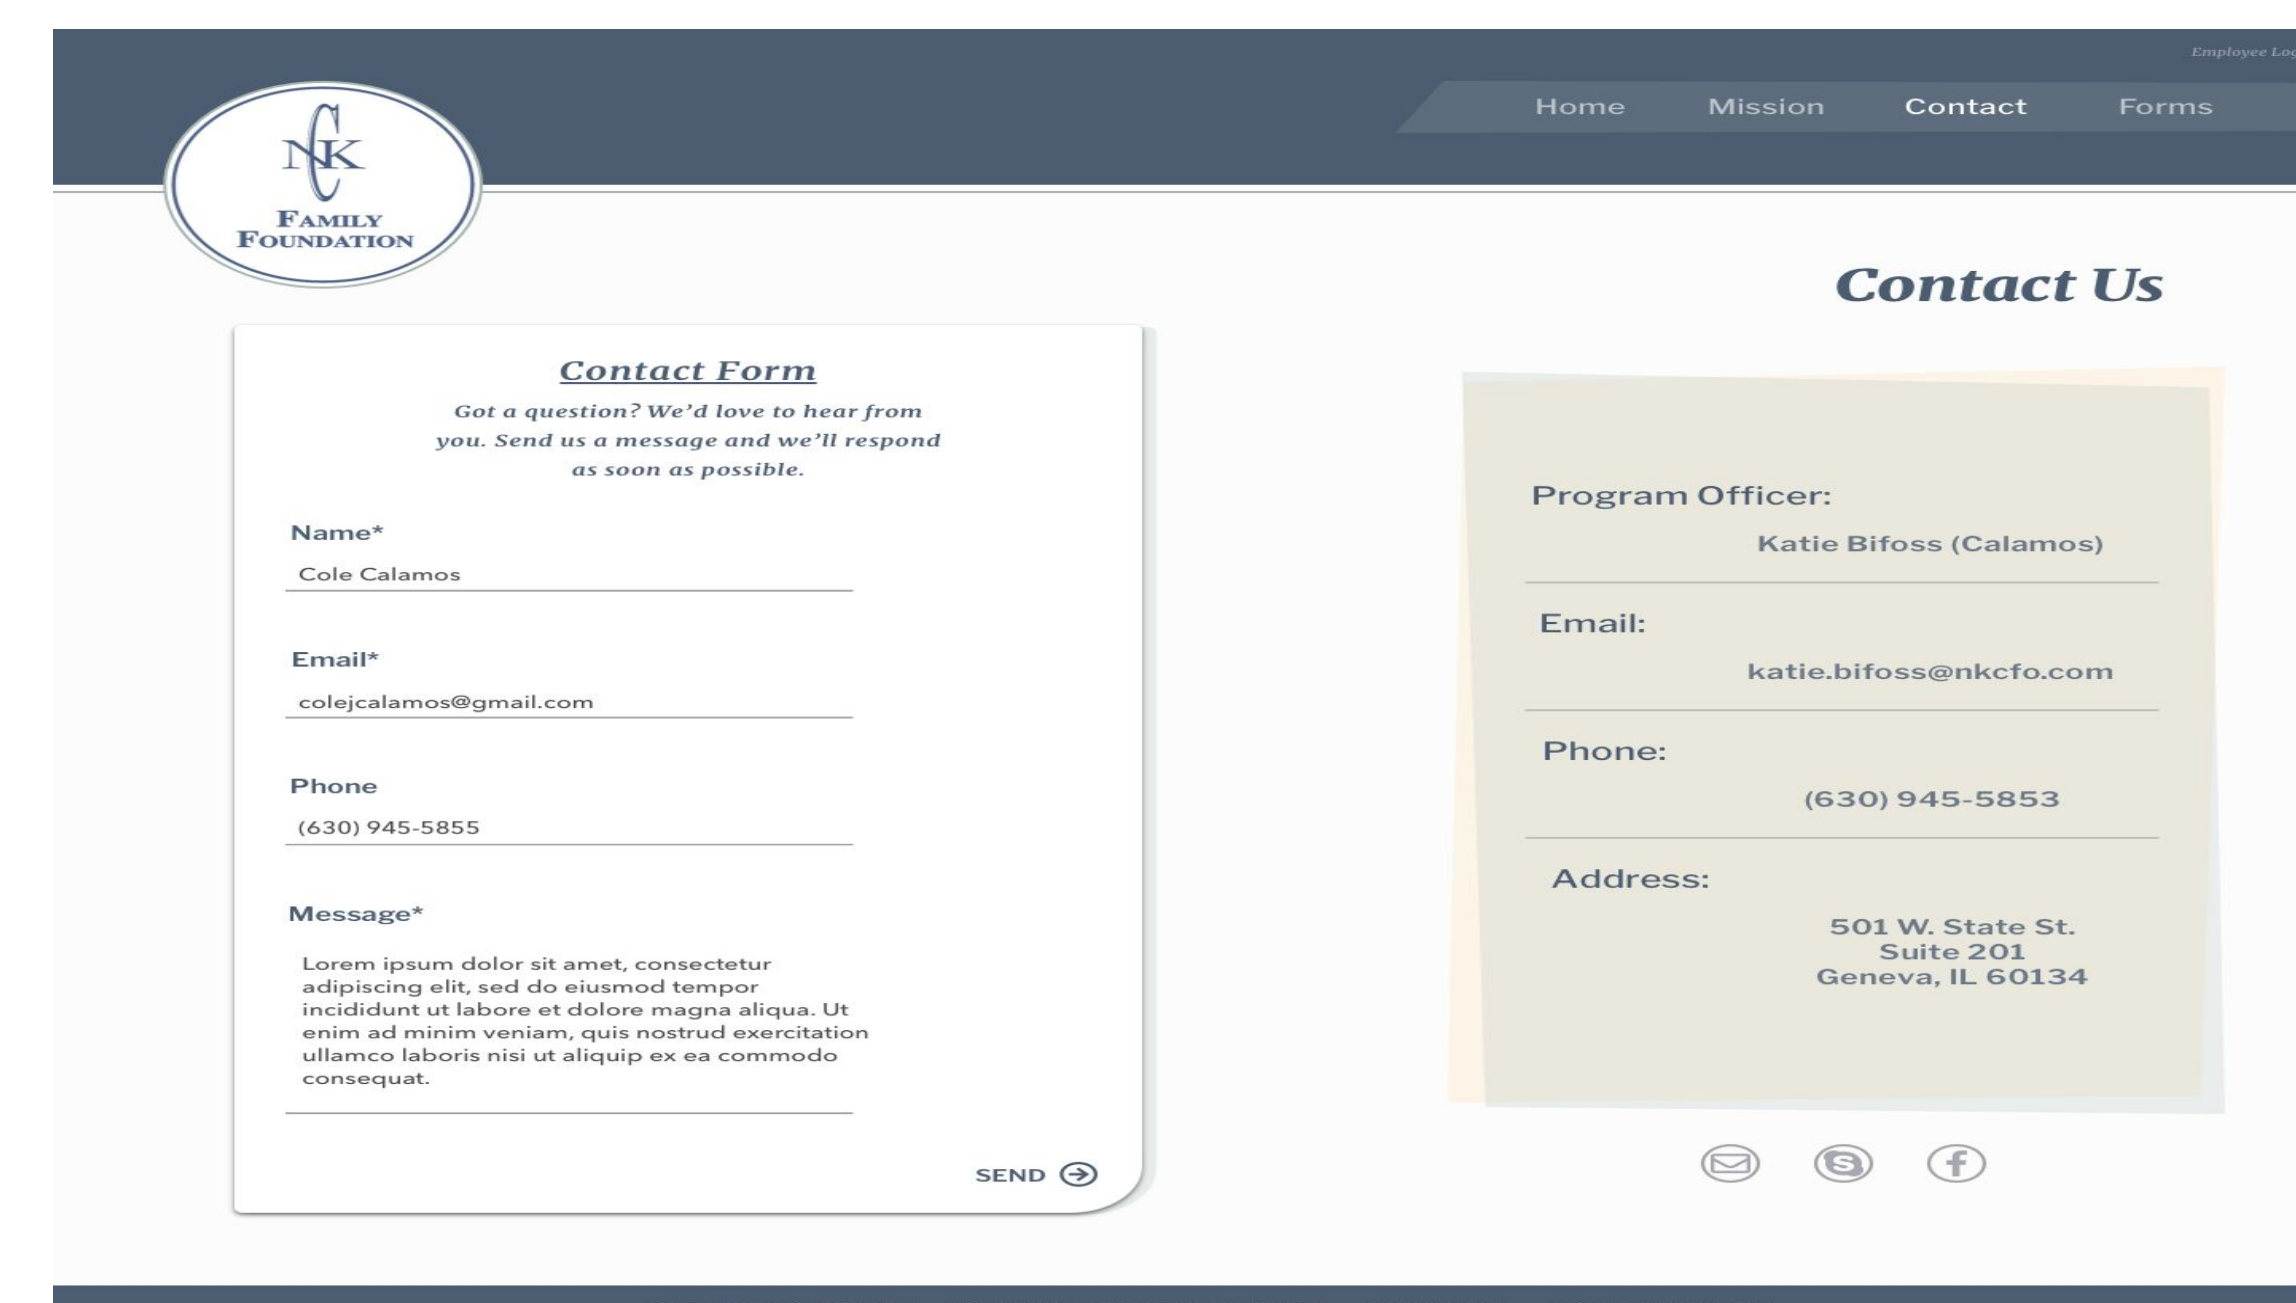 Employee Log
Home Mission Contact Forms
NKC
FAMILY
FOUNDATION
Contact Us
Contact Form
Got a question? We’d love to hear from
you. Send us a message and we’ll respond
as soon as possible.
Name*
Cole Calamos
Email*
colejcalamos@gmail.com
Phone
(630) 945-5855
Message*
Lorem ipsum dolor sit amet, consectetur
adipiscing elit, sed do eiusmod tempor
incididunt ut labore et dolore magna aliqua. Ut
enim ad minim veniam, quis nostrud exercitation
ullamco laboris nisi ut aliquip ex ea commodo
consequat.
SEND
Program Officer:
Katie Bifoss (Calamos)
Email:
katie.bifoss@nkcfo.com
Phone:
(630) 945-5853
Address:
501 W. State St.
Suite 201
Geneva, IL 60134